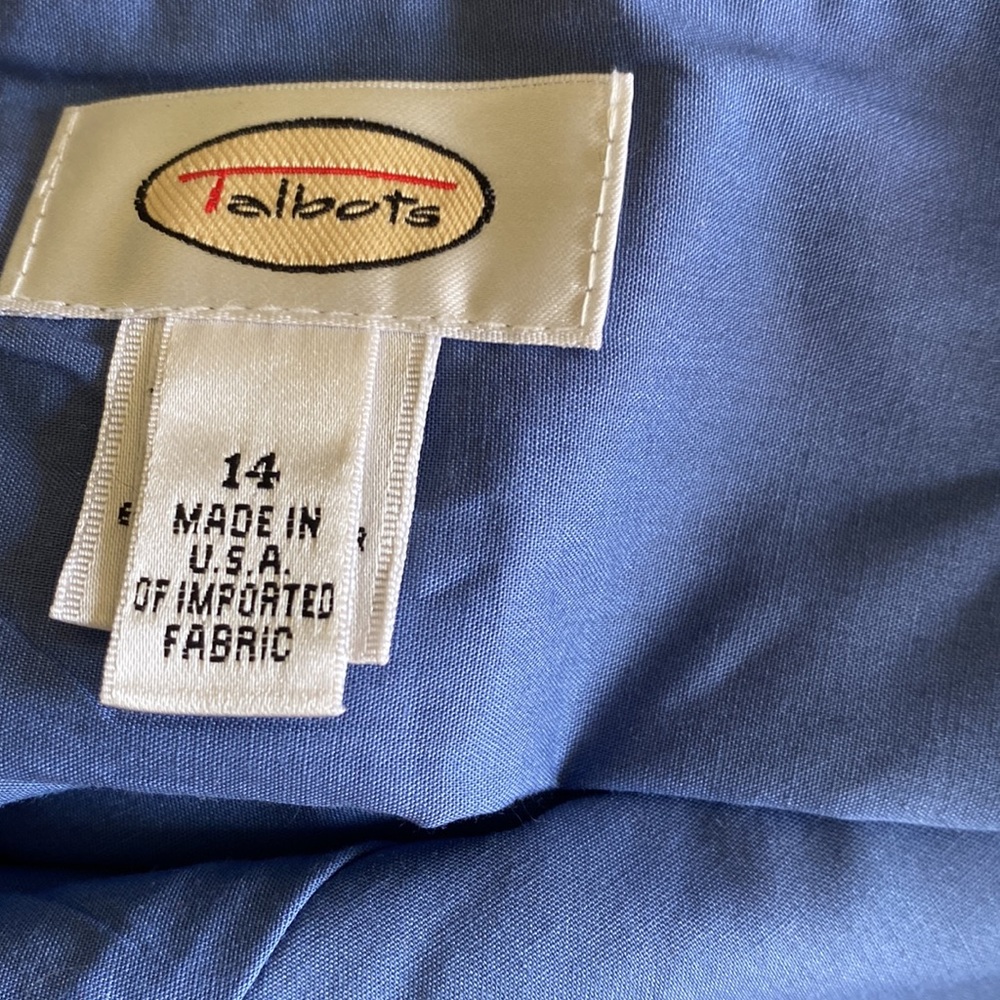 Talbots
14
MADE IN
U.S.A.
OF IMPORTED
FABRIC